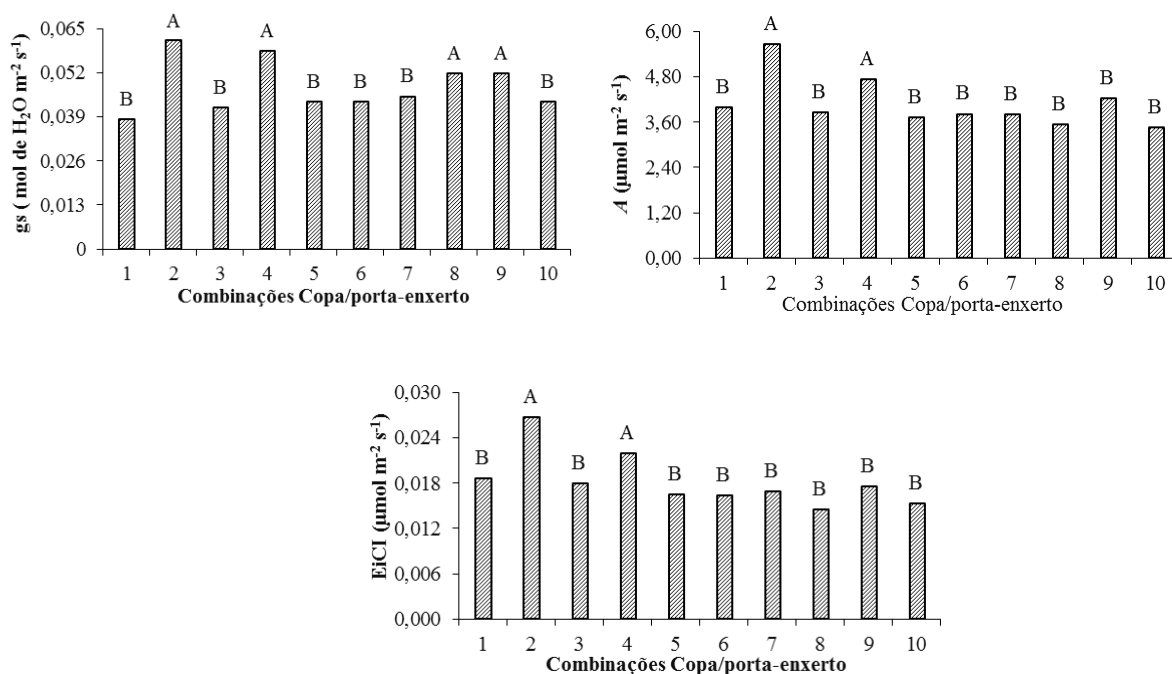 gs ( mol de H₂O m⁻² s⁻¹)
0,065
0,052
0,039
0,026
0,013
0
B A B A B B B A A B
1 2 3 4 5 6 7 8 9 10
Combinações Copa/porta-enxerto
A (µmol m⁻² s⁻¹)
6,00
4,80
3,60
2,40
1,20
0,00
B A B A B B B B B B
1 2 3 4 5 6 7 8 9 10
Combinações Copa/porta-enxerto
EiCI (µmol m⁻² s⁻¹)
0,030
0,024
0,018
0,012
0,006
0,000
B A B A B B B B B B
1 2 3 4 5 6 7 8 9 10
Combinações Copa/porta-enxerto